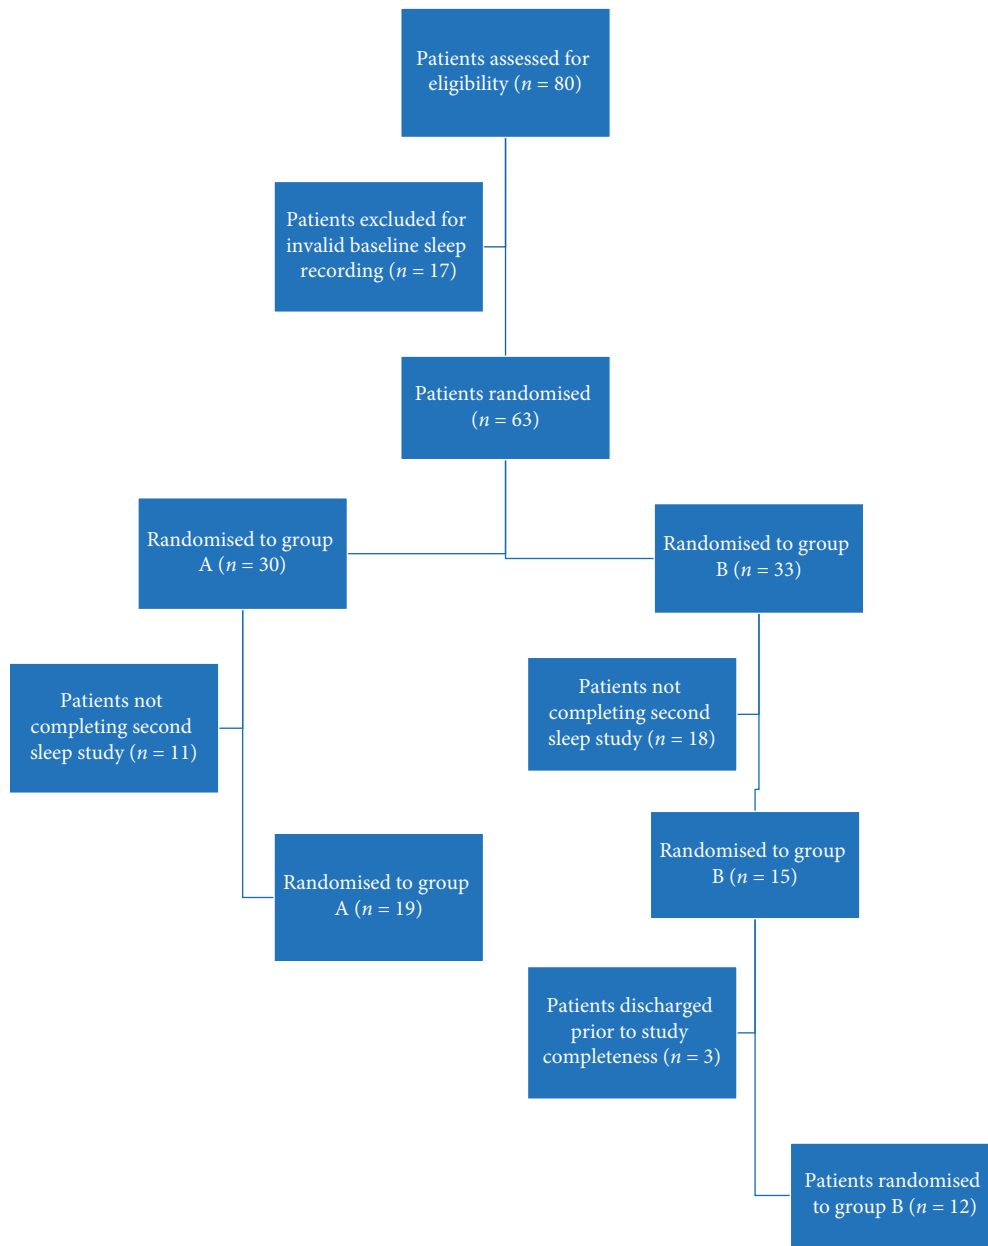 Patients assessed for
eligibility (n = 80)
Patients excluded for
invalid baseline sleep
recording (n = 17)
Patients randomised
(n = 63)
Randomised to group
A (n = 30)
Randomised to group
B (n = 33)
Patients not
completing second
sleep study (n = 11)
Patients not
completing second
sleep study (n = 18)
Randomised to group
A (n = 19)
Randomised to group
B (n = 15)
Patients discharged
prior to study
completeness (n = 3)
Patients randomised
to group B (n = 12)